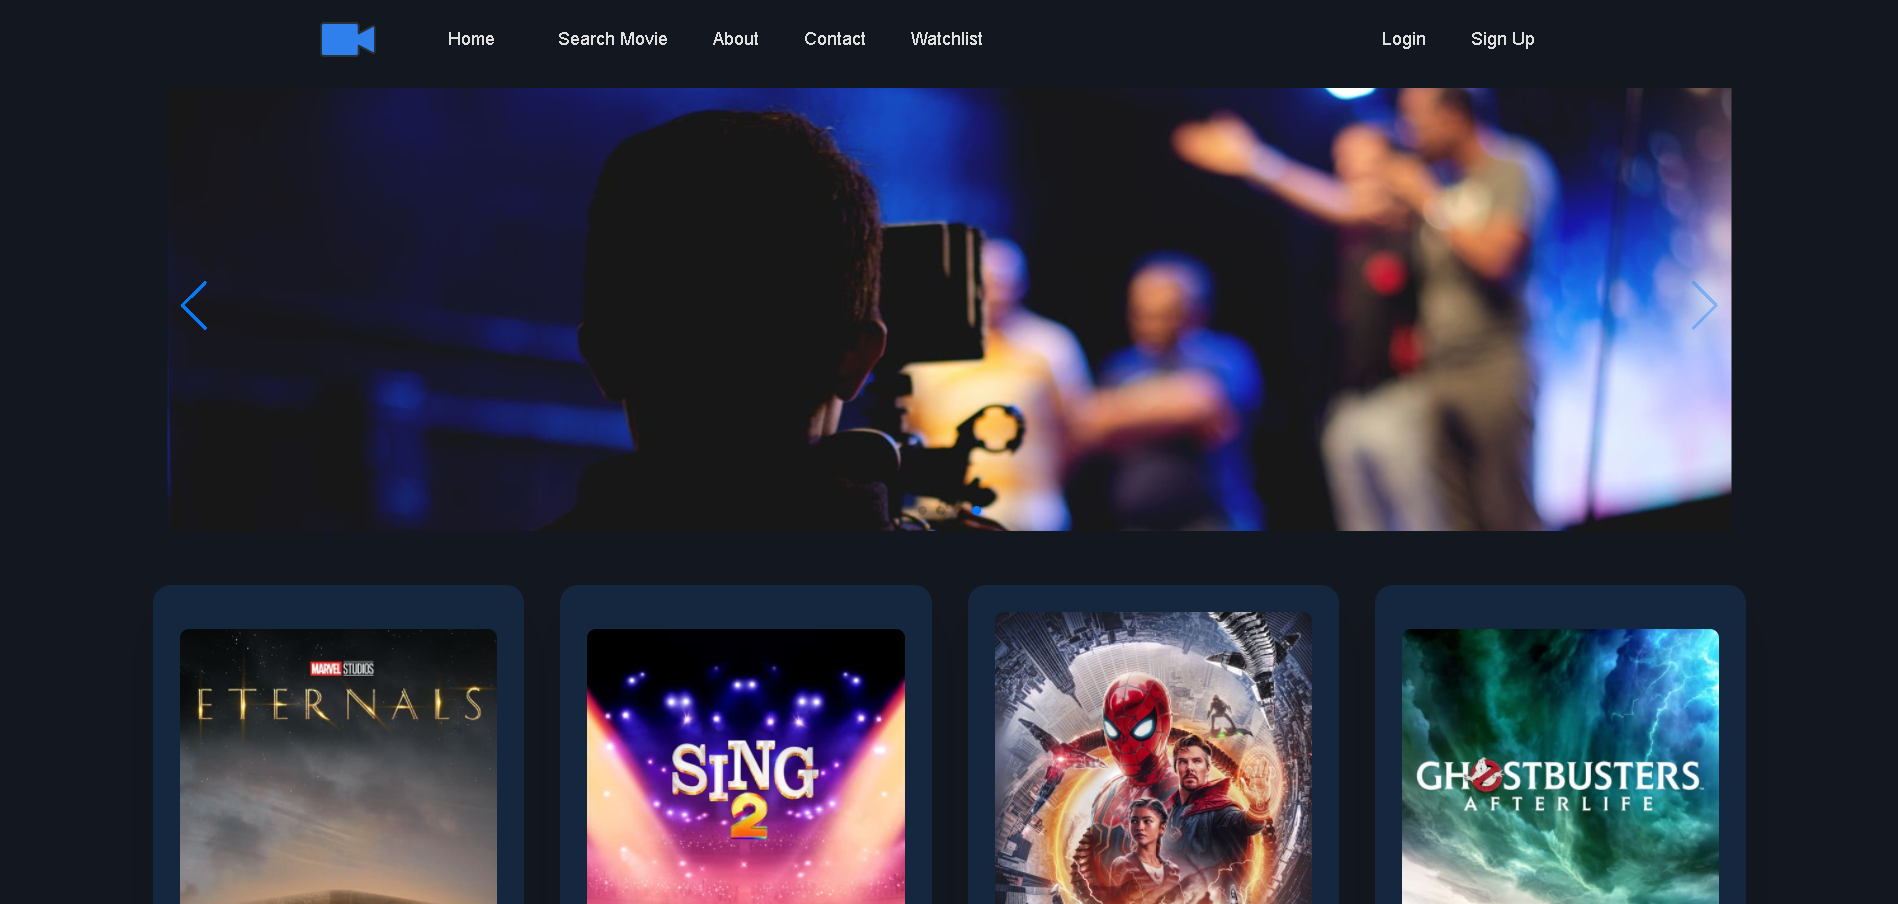 Home Search Movie About Contact Watchlist Login Sign Up
MARVEL STUDIOS
ETERNALS
SING
2
GHOSTBUSTERS
AFTERLIFE